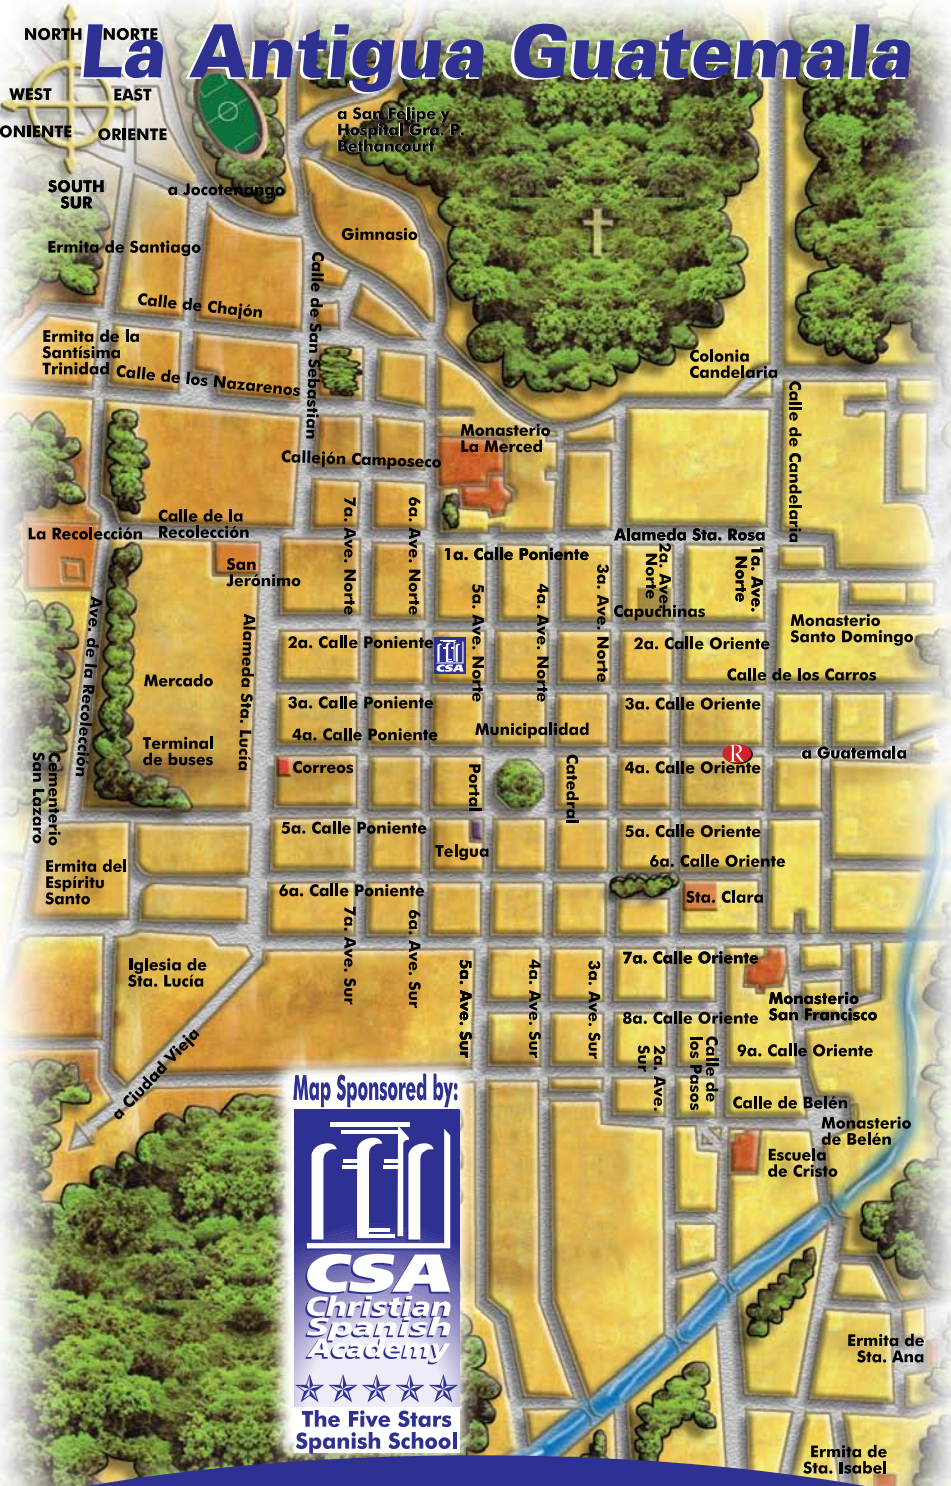 La Antigua Guatemala
NORTH NORTE
WEST EAST
ONIENTE ORIENTE
SOUTH
SUR
a San Felipe y
Hospital Gra. P.
Bethancourt
a Jocotenango
Gimnasio
Ermita de Santiago
Calle de San Sebastian
Calle de Chajón
Ermita de la
Santísima
Trinidad
Calle de los Nazarenos
Colonia
Candelaria
Calle de Candelaria
Monasterio
La Merced
Callejón Camposeco
Calle de la
Recolección
La Recolección
San
Jerónimo
7a. Ave. Norte
6a. Ave. Norte
1a. Calle Poniente
Alameda Sta. Rosa
5a. Ave. Norte
4a. Ave. Norte
3a. Ave. Norte
2a. Ave.
Norte
1a. Ave.
Norte
Capuchinas
Monasterio
Santo Domingo
Ave. de la Recolección
Alameda Sta. Lucía
2a. Calle Poniente
CSA
2a. Calle Oriente
Calle de los Carros
Mercado
3a. Calle Poniente
3a. Calle Oriente
4a. Calle Poniente
Municipalidad
Terminal
de buses
R
a Guatemala
Cementerio
San Lazaro
Correos
Portal
Catedral
4a. Calle Oriente
5a. Calle Poniente
5a. Calle Oriente
Telgua
6a. Calle Oriente
Ermita del
Espíritu
Santo
6a. Calle Poniente
Sta. Clara
7a. Ave. Sur
6a. Ave. Sur
5a. Ave. Sur
4a. Ave. Sur
3a. Ave. Sur
Iglesia de
Sta. Lucía
7a. Calle Oriente
Monasterio
San Francisco
8a. Calle Oriente
2a. Ave.
Sur
Calle de
los Pasos
9a. Calle Oriente
a Ciudad Vieja
Calle de Belén
Monasterio
de Belén
Escuela
de Cristo
Map Sponsored by:
CSA
Christian
Spanish
Academy
The Five Stars
Spanish School
Ermita de
Sta. Ana
Ermita de
Sta. Isabel